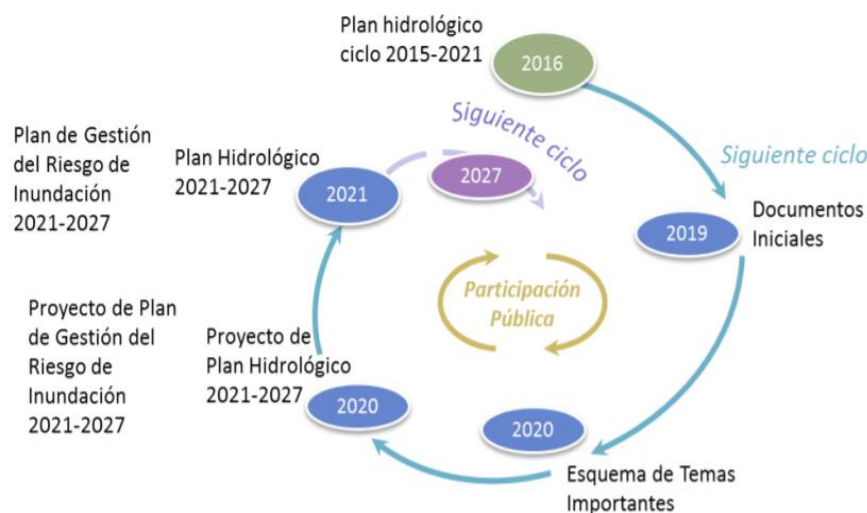 Plan hidrológico
ciclo 2015-2021
2016
Siguiente ciclo
Siguiente ciclo
Plan de Gestión
del Riesgo de
Inundación
2021-2027
Plan Hidrológico
2021-2027
2021
2027
2019
Documentos
Iniciales
Participación
Pública
Proyecto de Plan
de Gestión del
Riesgo de
Inundación
2021-2027
Proyecto de
Plan Hidrológico
2021-2027
2020
2020
Esquema de Temas
Importantes